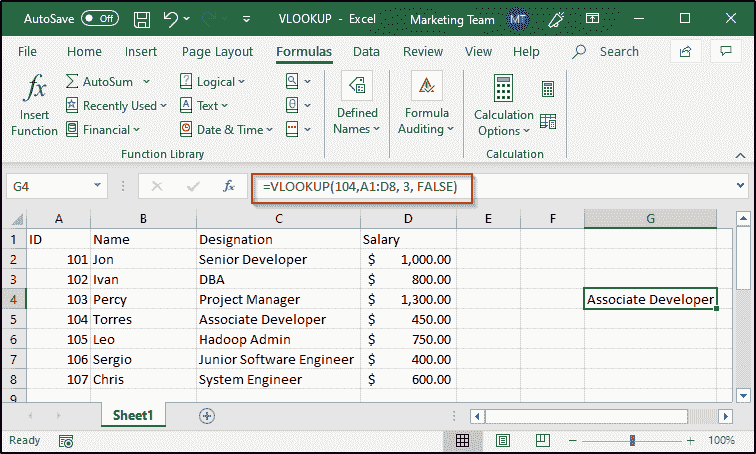 AutoSave Off VLOOKUP - Excel Marketing Team MT
File Home Insert Page Layout Formulas Data Review View Help Search
fx AutoSum Logical
Recently Used Text
Insert Function Financial Date & Time
Defined Names
Formula Auditing
Calculation Options
Function Library Calculation
G4 fx =VLOOKUP(104,A1:D8, 3, FALSE)
A B C D E F G
1 ID Name Designation Salary
2 101 Jon Senior Developer $ 1,000.00
3 102 Ivan DBA $ 800.00
4 103 Percy Project Manager $ 1,300.00 Associate Developer
5 104 Torres Associate Developer $ 450.00
6 105 Leo Hadoop Admin $ 750.00
7 106 Sergio Junior Software Engineer $ 400.00
8 107 Chris System Engineer $ 600.00
9
Sheet1
Ready 100%